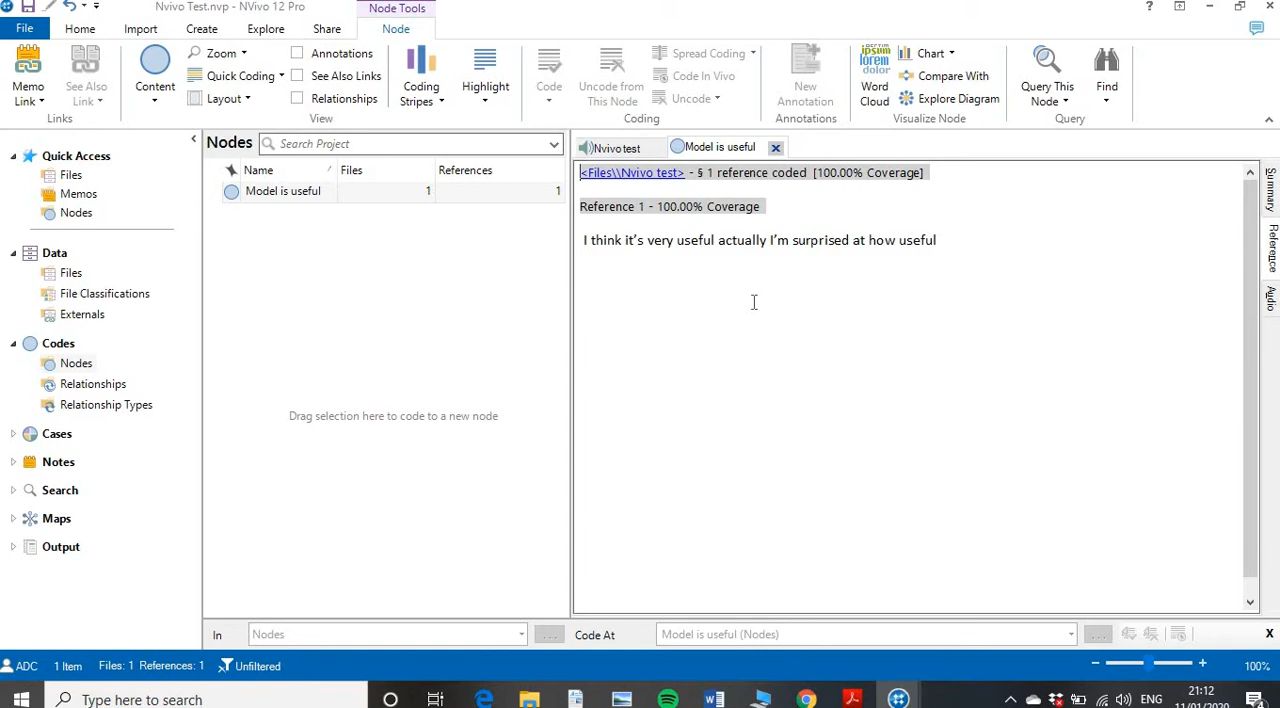 Nvivo Test.nvp - NVivo 12 Pro
Node Tools
?
File Home Import Create Explore Share Node
Memo Link
See Also Link
Links
Content
Zoom
Quick Coding
Layout
Annotations
See Also Links
Relationships
View
Coding Stripes
Highlight
Code
Uncode from This Node
Spread Coding
Code In Vivo
Uncode
Coding
New Annotation
Annotations
Word Cloud
Chart
Compare With
Explore Diagram
Visualize Node
Query This Node
Find
Query
Quick Access
Files
Memos
Nodes
Data
Files
File Classifications
Externals
Codes
Nodes
Relationships
Relationship Types
Cases
Notes
Search
Maps
Output
Nodes
Search Project
Name Files References
Model is useful 1 1
Drag selection here to code to a new node
Nvivo test
Model is useful
<Files\\Nvivo test> - § 1 reference coded [100.00% Coverage]
Reference 1 - 100.00% Coverage
I think it’s very useful actually I’m surprised at how useful
Summary
Reference
Audio
In Nodes ... Code At Model is useful (Nodes) ...
ADC 1 Item Files: 1 References: 1 Unfiltered 100%
Type here to search
ENG
21:12
11/01/2020